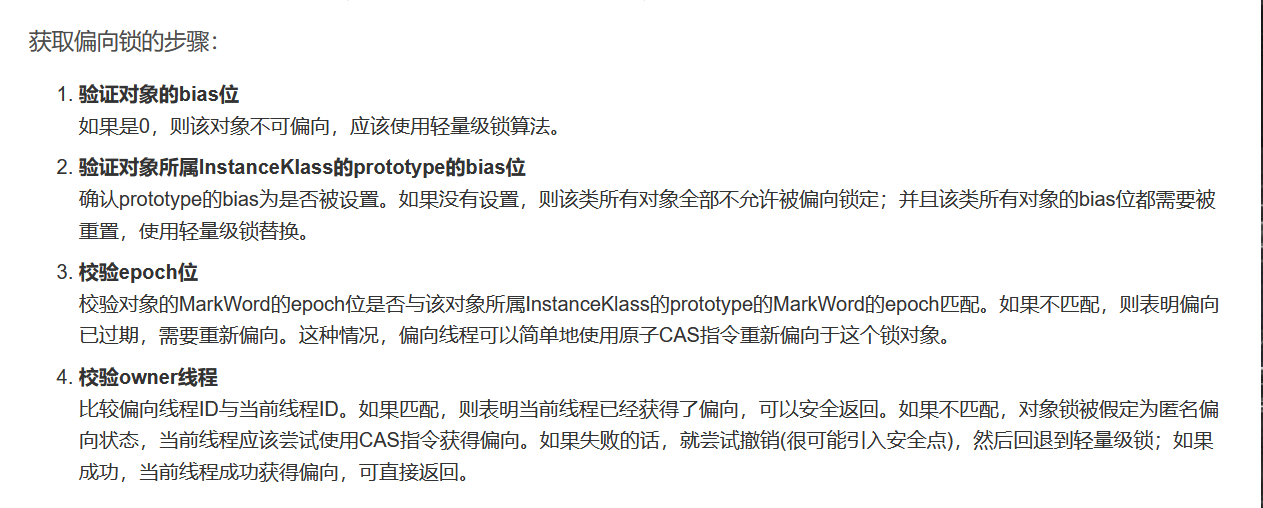 获取偏向锁的步骤：
1. 验证对象的bias位
如果是0，则该对象不可偏向，应该使用轻量级锁算法。
2. 验证对象所属InstanceKlass的prototype的bias位
确认prototype的bias为是否被设置。如果没有设置，则该类所有对象全部不允许被偏向锁定；并且该类所有对象的bias位都需要被
重置，使用轻量级锁替换。
3. 校验epoch位
校验对象的MarkWord的epoch位是否与该对象所属InstanceKlass的prototype的MarkWord的epoch匹配。如果不匹配，则表明偏向
已过期，需要重新偏向。这种情况，偏向线程可以简单地使用原子CAS指令重新偏向于这个锁对象。
4. 校验owner线程
比较偏向线程ID与当前线程ID。如果匹配，则表明当前线程已经获得了偏向，可以安全返回。如果不匹配，对象锁被假定为匿名偏
向状态，当前线程应该尝试使用CAS指令获得偏向。如果失败的话，就尝试撤销(很可能引入安全点)，然后回退到轻量级锁；如果
成功，当前线程成功获得偏向，可直接返回。